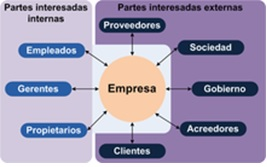 Partes interesadas
internas
Partes interesadas externas
Proveedores
Empleados
Sociedad
Gerentes
Empresa
Gobierno
Propietarios
Acreedores
Clientes